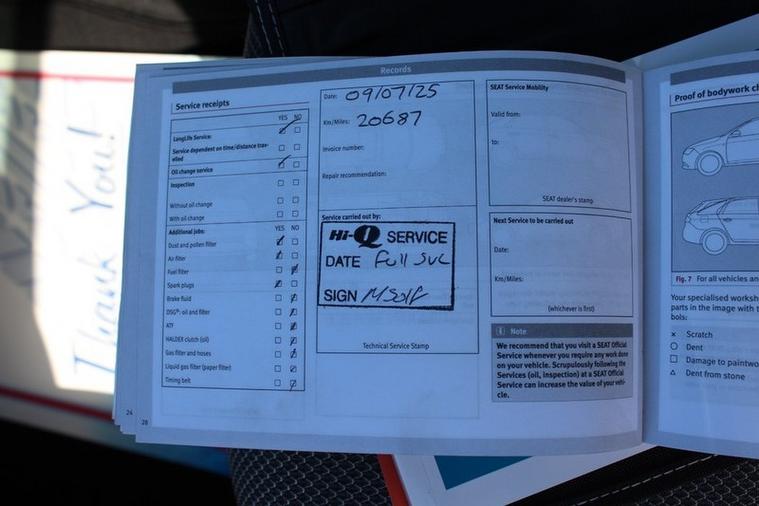 Records
Service receipts
YES NO
LongLife Service:
Service dependent on time/distance trav-
elled
Oil change service
Inspection
Without oil change
With oil change
Additional jobs: YES NO
Dust and pollen filter
Air filter
Fuel filter
Spark plugs
Brake fluid
DSG®: oil and filter
ATF
HALDEX clutch (oil)
Gas filter and hoses
Liquid gas filter (paper filter)
Timing belt
Date: 09/07/25
Km/Miles: 20687
Invoice number:
Repair recommendation:
Service carried out by:
Hi-Q SERVICE
DATE Full SVC
SIGN
Technical Service Stamp
SEAT Service Mobility
Valid from:
to:
SEAT dealer's stamp
Next Service to be carried out
Date:
Km/Miles:
(whichever is first)
Note
We recommend that you visit a SEAT Official
Service whenever you require any work done
on your vehicle. Scrupulously following the
Services (oil, inspection) at a SEAT Official
Service can increase the value of your vehi-
cle.
24
28
Proof of bodywork
Fig. 7 For all vehicles
Your specialised
parts in the image with
bols:
× Scratch
○ Dent
□ Damage to
△ Dent from stone
Thank You!